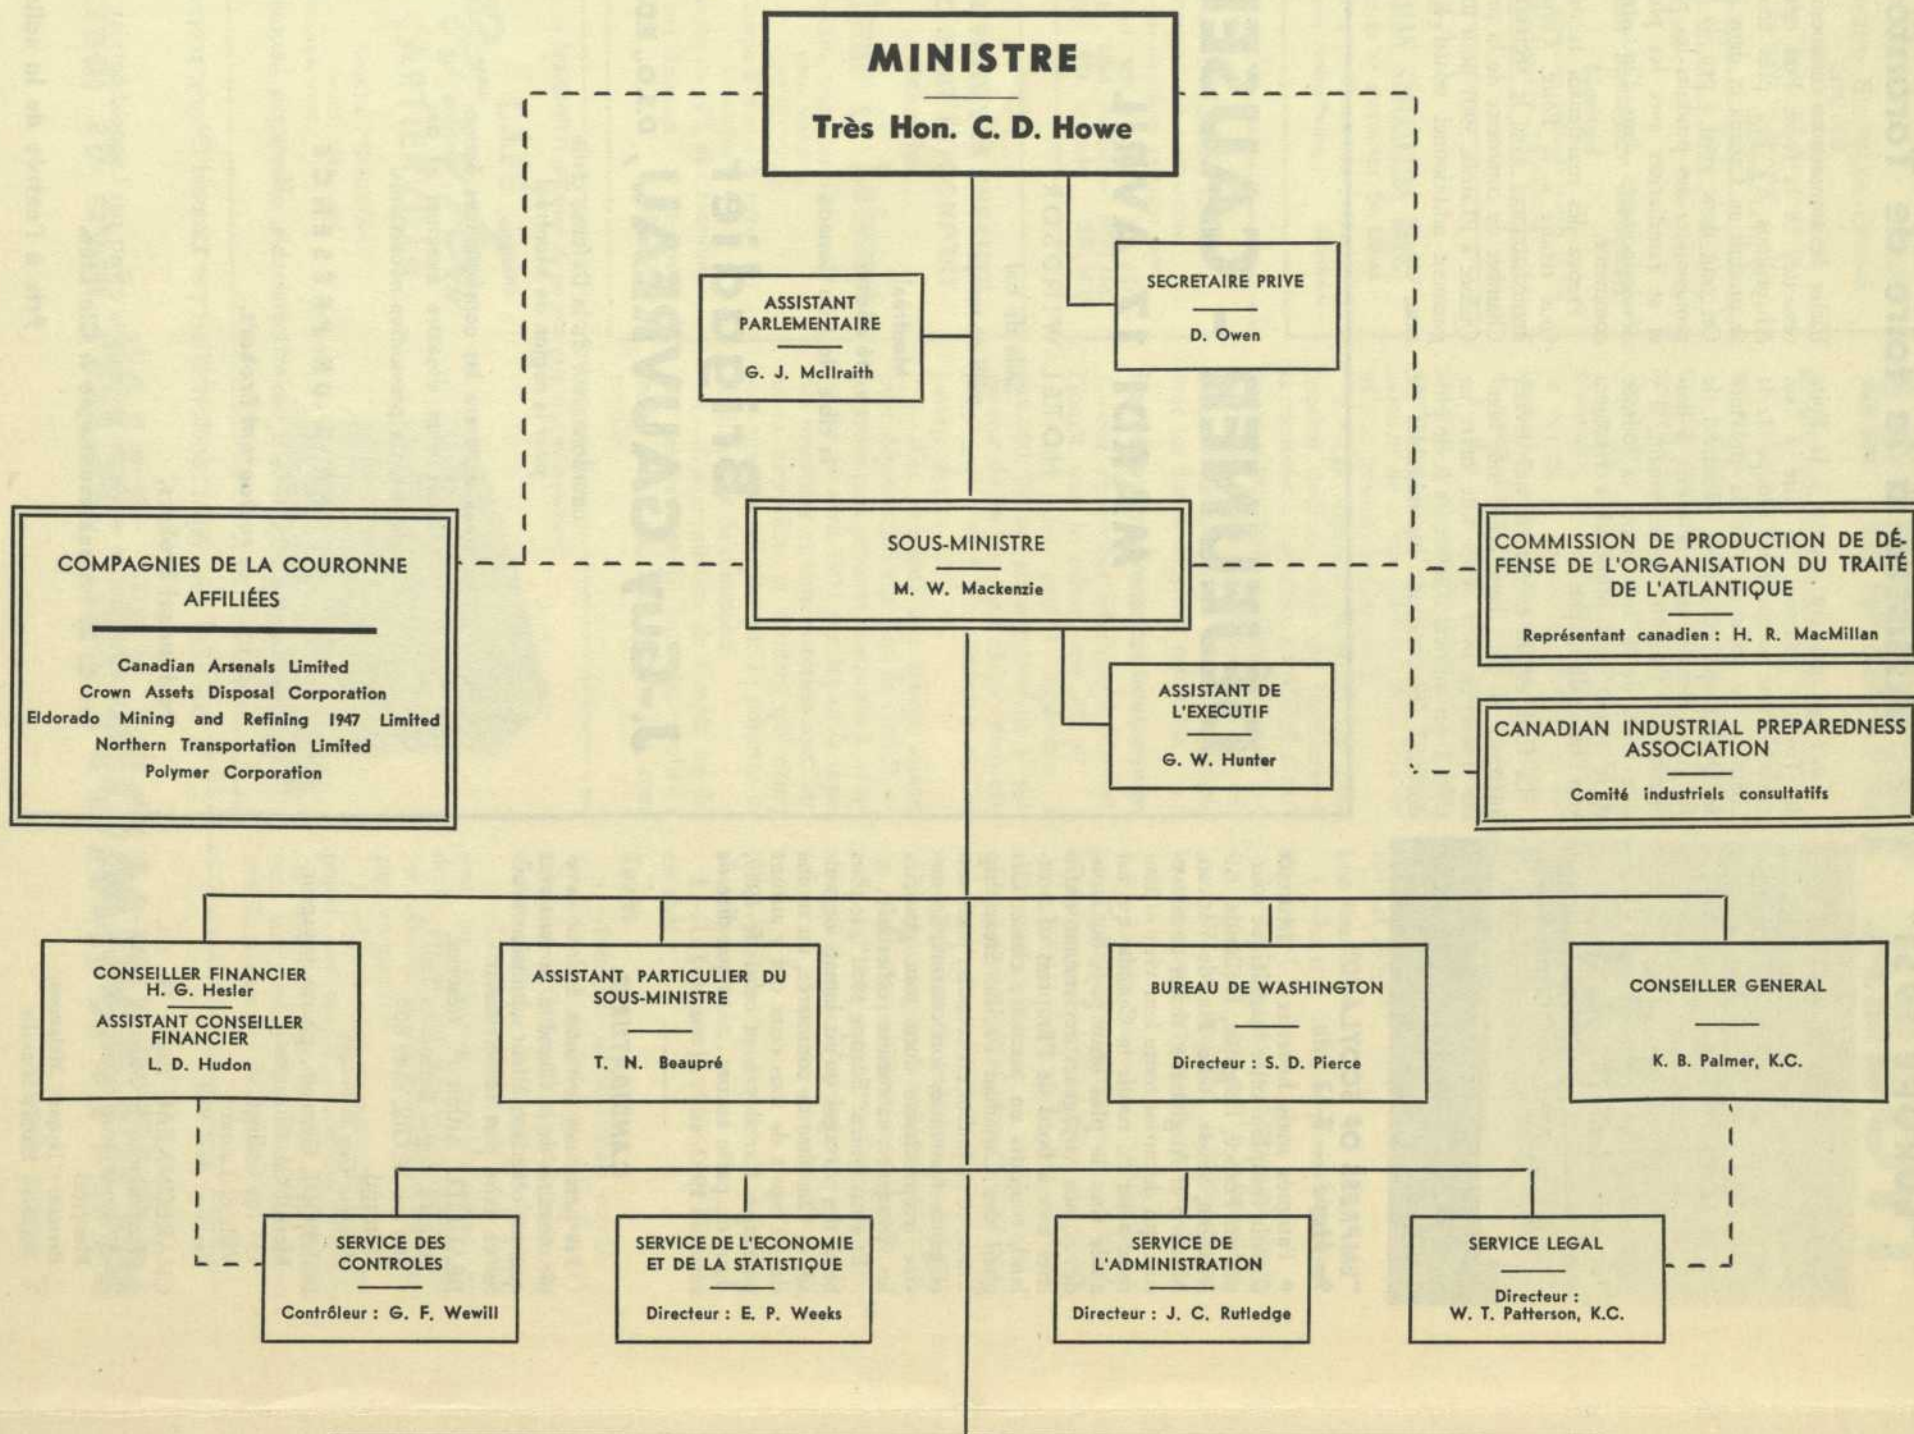 MINISTRE
Très Hon. C. D. Howe
ASSISTANT
PARLEMENTAIRE
G. J. McIlraith
SECRETAIRE PRIVE
D. Owen
COMPAGNIES DE LA COURONNE
AFFILIÉES
Canadian Arsenals Limited
Crown Assets Disposal Corporation
Eldorado Mining and Refining 1947 Limited
Northern Transportation Limited
Polymer Corporation
SOUS-MINISTRE
M. W. Mackenzie
COMMISSION DE PRODUCTION DE DÉ-
FENSE DE L'ORGANISATION DU TRAITÉ
DE L'ATLANTIQUE
Représentant canadien : H. R. MacMillan
ASSISTANT DE
L'EXECUTIF
G. W. Hunter
CANADIAN INDUSTRIAL PREPAREDNESS
ASSOCIATION
Comité industriels consultatifs
CONSEILLER FINANCIER
H. G. Hesler
ASSISTANT CONSEILLER
FINANCIER
L. D. Hudon
ASSISTANT PARTICULIER DU
SOUS-MINISTRE
T. N. Beaupré
BUREAU DE WASHINGTON
Directeur : S. D. Pierce
CONSEILLER GENERAL
K. B. Palmer, K.C.
SERVICE DES
CONTROLES
Contrôleur : G. F. Wewill
SERVICE DE L'ECONOMIE
ET DE LA STATISTIQUE
Directeur : E. P. Weeks
SERVICE DE
L'ADMINISTRATION
Directeur : J. C. Rutledge
SERVICE LEGAL
Directeur :
W. T. Patterson, K.C.